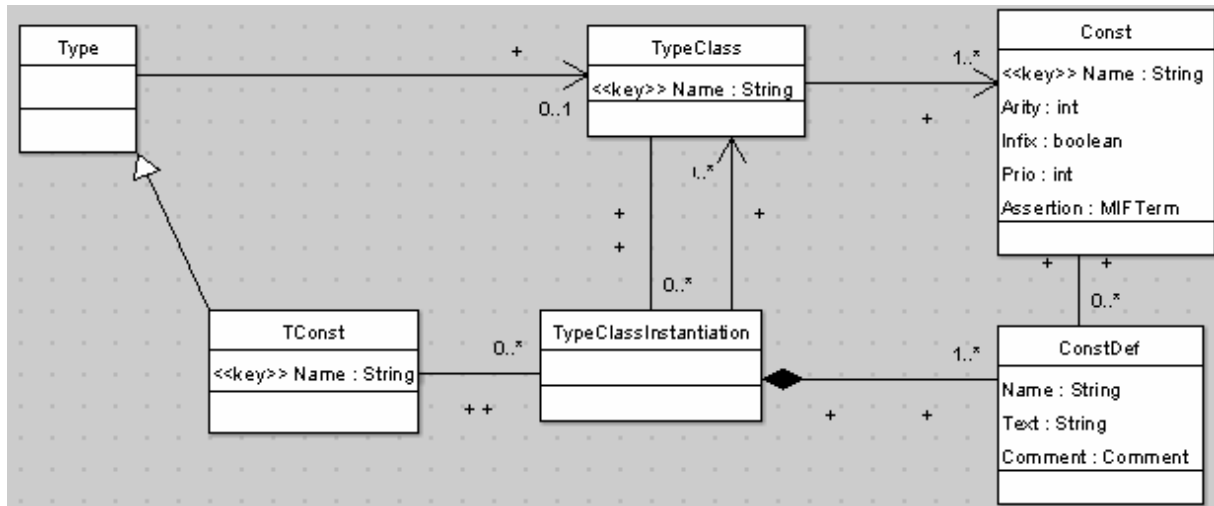 Type
+
0..1
TypeClass
<<key>> Name : String
1..*
+
Const
<<key>> Name : String
Arity : int
Infix : boolean
Prio : int
Assertion : MIFTerm
+
+
0..*
+
+ +
0..*
TConst
<<key>> Name : String
0..*
+ +
TypeClassInstantiation
1..*
+ +
ConstDef
Name : String
Text : String
Comment : Comment